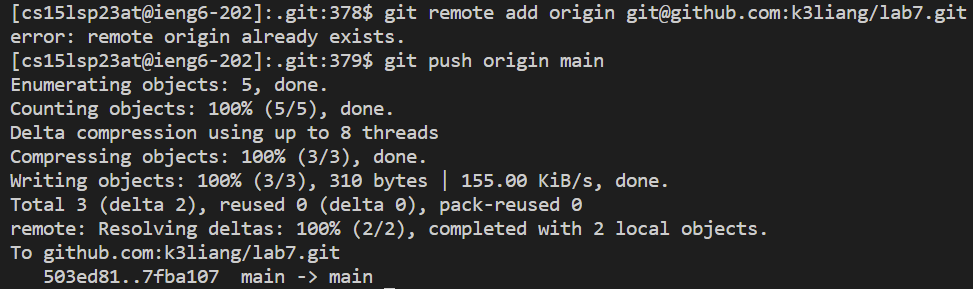 [cs15lsp23at@ieng6-202]:.git:378$ git remote add origin git@github.com:k3liang/lab7.git
error: remote origin already exists.
[cs15lsp23at@ieng6-202]:.git:379$ git push origin main
Enumerating objects: 5, done.
Counting objects: 100% (5/5), done.
Delta compression using up to 8 threads
Compressing objects: 100% (3/3), done.
Writing objects: 100% (3/3), 310 bytes | 155.00 KiB/s, done.
Total 3 (delta 2), reused 0 (delta 0), pack-reused 0
remote: Resolving deltas: 100% (2/2), completed with 2 local objects.
To github.com:k3liang/lab7.git
   503ed81..7fba107  main -> main